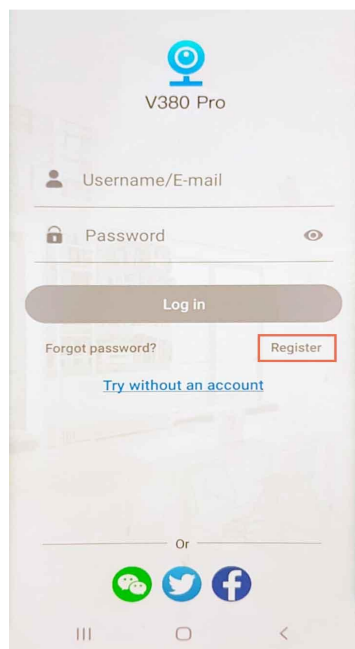 V380 Pro
Username/E-mail
Password
Log in
Forgot password? Register
Try without an account
Or